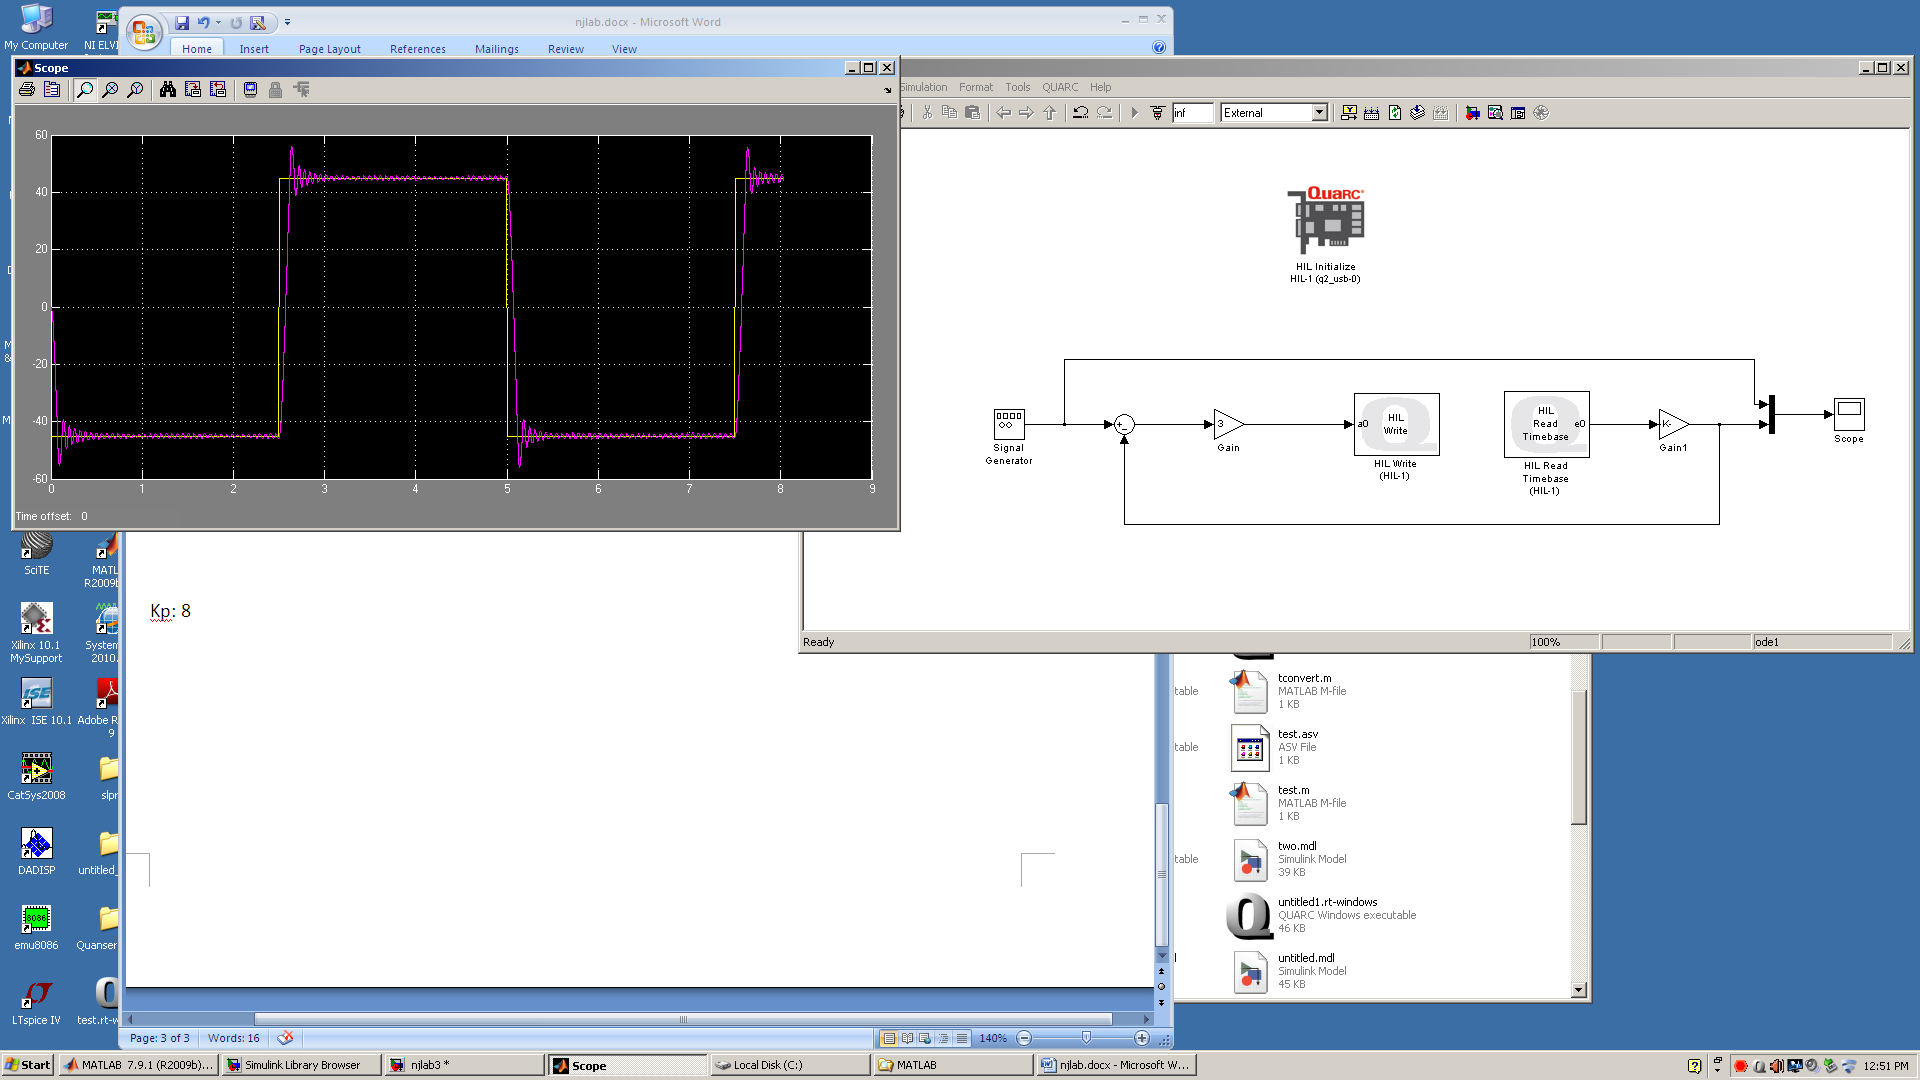 My Computer
NI ELVI
njlab.docx - Microsoft Word
Home Insert Page Layout References Mailings Review View
Scope
Simulation Format Tools QUARC Help
inf External
60
40
20
0
-20
-40
-60
0 1 2 3 4 5 6 7 8 9
Time offset: 0
QUARC
HIL Initialize
HIL-1 (q2_usb-0)
Signal
Generator
3
Gain
a0
HIL
Write
HIL Write
(HIL-1)
HIL
Read
Timebase
e0
HIL Read
Timebase
(HIL-1)
K-
Gain1
Scope
Ready 100% ode1
Kp: 8
SciTE
MATL
R2009b
Xilinx 10.1
MySupport
System
2010.
ISE
Xilinx ISE 10.1
Adobe R
9
CatSys2008
slpr
DADISP
untitled_
8086
emu8086
Quanser
LTspice IV
test.rt-w
table
tconvert.m
MATLAB M-file
1 KB
table
test.asv
ASV File
1 KB
test.m
MATLAB M-file
1 KB
table
two.mdl
Simulink Model
39 KB
untitled1.rt-windows
QUARC Windows executable
46 KB
untitled.mdl
Simulink Model
45 KB
Page: 3 of 3 Words: 16 140%
Start MATLAB 7.9.1 (R2009b)... Simulink Library Browser njlab3 * Scope Local Disk (C:) MATLAB njlab.docx - Microsoft W... 12:51 PM